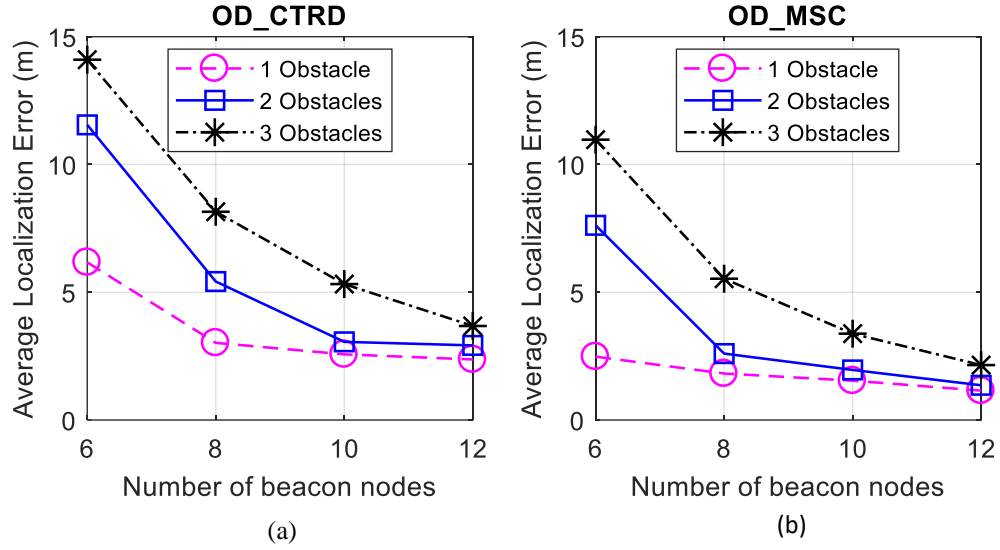 OD_CTRD
15
10
5
0
Average Localization Error (m)
1 Obstacle
2 Obstacles
3 Obstacles
6 8 10 12
Number of beacon nodes
(a)
OD_MSC
15
10
5
0
Average Localization Error (m)
1 Obstacle
2 Obstacles
3 Obstacles
6 8 10 12
Number of beacon nodes
(b)